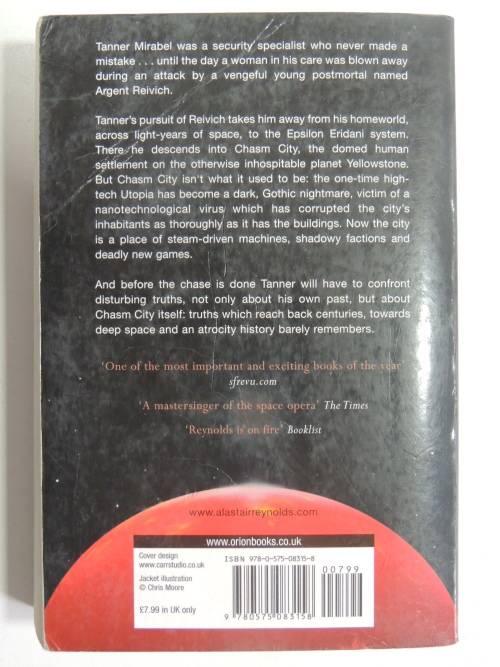 Tanner Mirabel was a security specialist who never made a
mistake . . . until the day a woman in his care was blown away
during an attack by a vengeful young postmortal named
Argent Reivich.
Tanner's pursuit of Reivich takes him away from his homeworld,
across light-years of space, to the Epsilon Eridani system.
There he descends into Chasm City, the domed human
settlement on the otherwise inhospitable planet Yellowstone.
But Chasm City isn't what it used to be: the one-time high-
tech Utopia has become a dark, Gothic nightmare, victim of a
nanotechnological virus which has corrupted the city's
inhabitants as thoroughly as it has the buildings. Now the city
is a place of steam-driven machines, shadowy factions and
deadly new games.
And before the chase is done Tanner will have to confront
disturbing truths, not only about his own past, but about
Chasm City itself: truths which reach back centuries, towards
deep space and an atrocity history barely remembers.
'One of the most important and exciting books of the year
sfrevu.com
'A mastersinger of the space opera' The Times
'Reynolds is on fire' Booklist
www.alastairreynolds.com
www.orionbooks.co.uk
Cover design
www.carrstudio.co.uk
Jacket illustration
© Chris Moore
£7.99 in UK only
ISBN 978-0-575-08315-8
00799
9 780575 083158